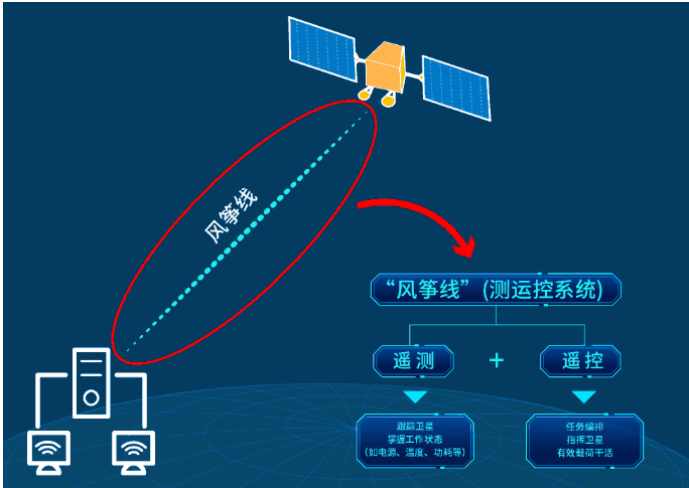 风筝线
“风筝线”(测运控系统)
遥测
+
遥控
跟踪卫星
掌握工作状态
(如电源、温度、功耗等)
任务编排
指挥卫星
有效载荷干活